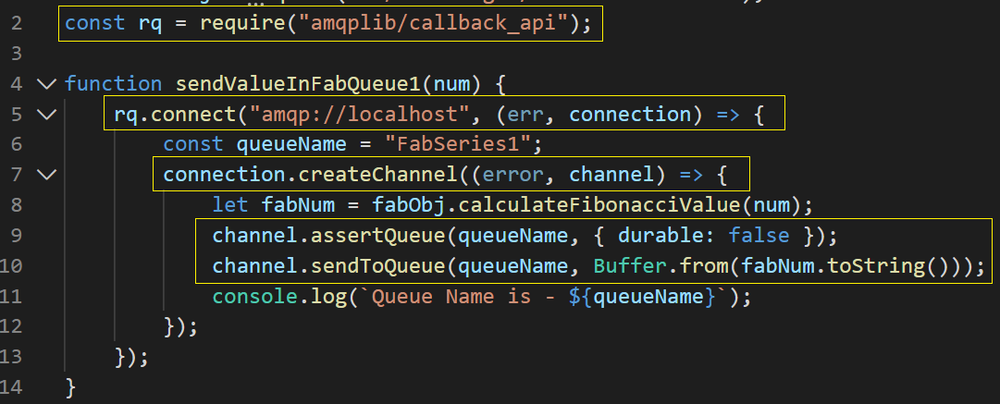 2 const rq = require("amqplib/callback_api");
3
4 function sendValueInFabQueue1(num) {
5 rq.connect("amqp://localhost", (err, connection) => {
6 const queueName = "FabSeries1";
7 connection.createChannel((error, channel) => {
8 let fabNum = fabObj.calculateFibonacciValue(num);
9 channel.assertQueue(queueName, { durable: false });
10 channel.sendToQueue(queueName, Buffer.from(fabNum.toString()));
11 console.log(`Queue Name is - ${queueName}`);
12 });
13 });
14 }